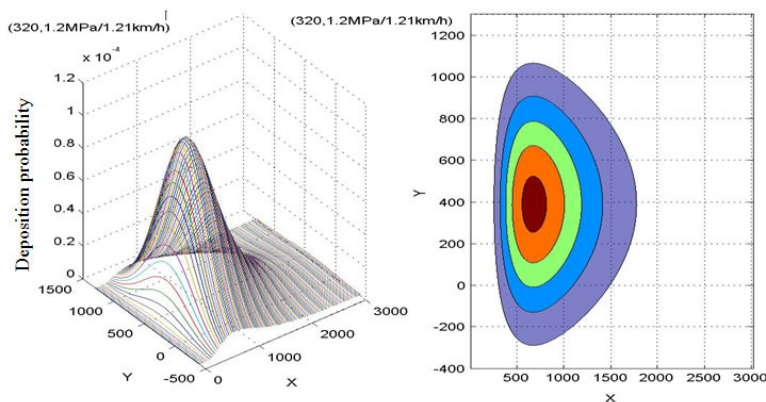 (320,1.2MPa/1.21km/h)
x 10⁻⁴
1.2
1
0.8
0.6
0.4
0.2
0
Deposition probability
1500
1000
500
0
-500
Y
0
1000
2000
3000
X
(320,1.2MPa/1.21km/h)
1200
1000
800
600
400
200
0
-200
-400
Y
500 1000 1500 2000 2500 3000
X